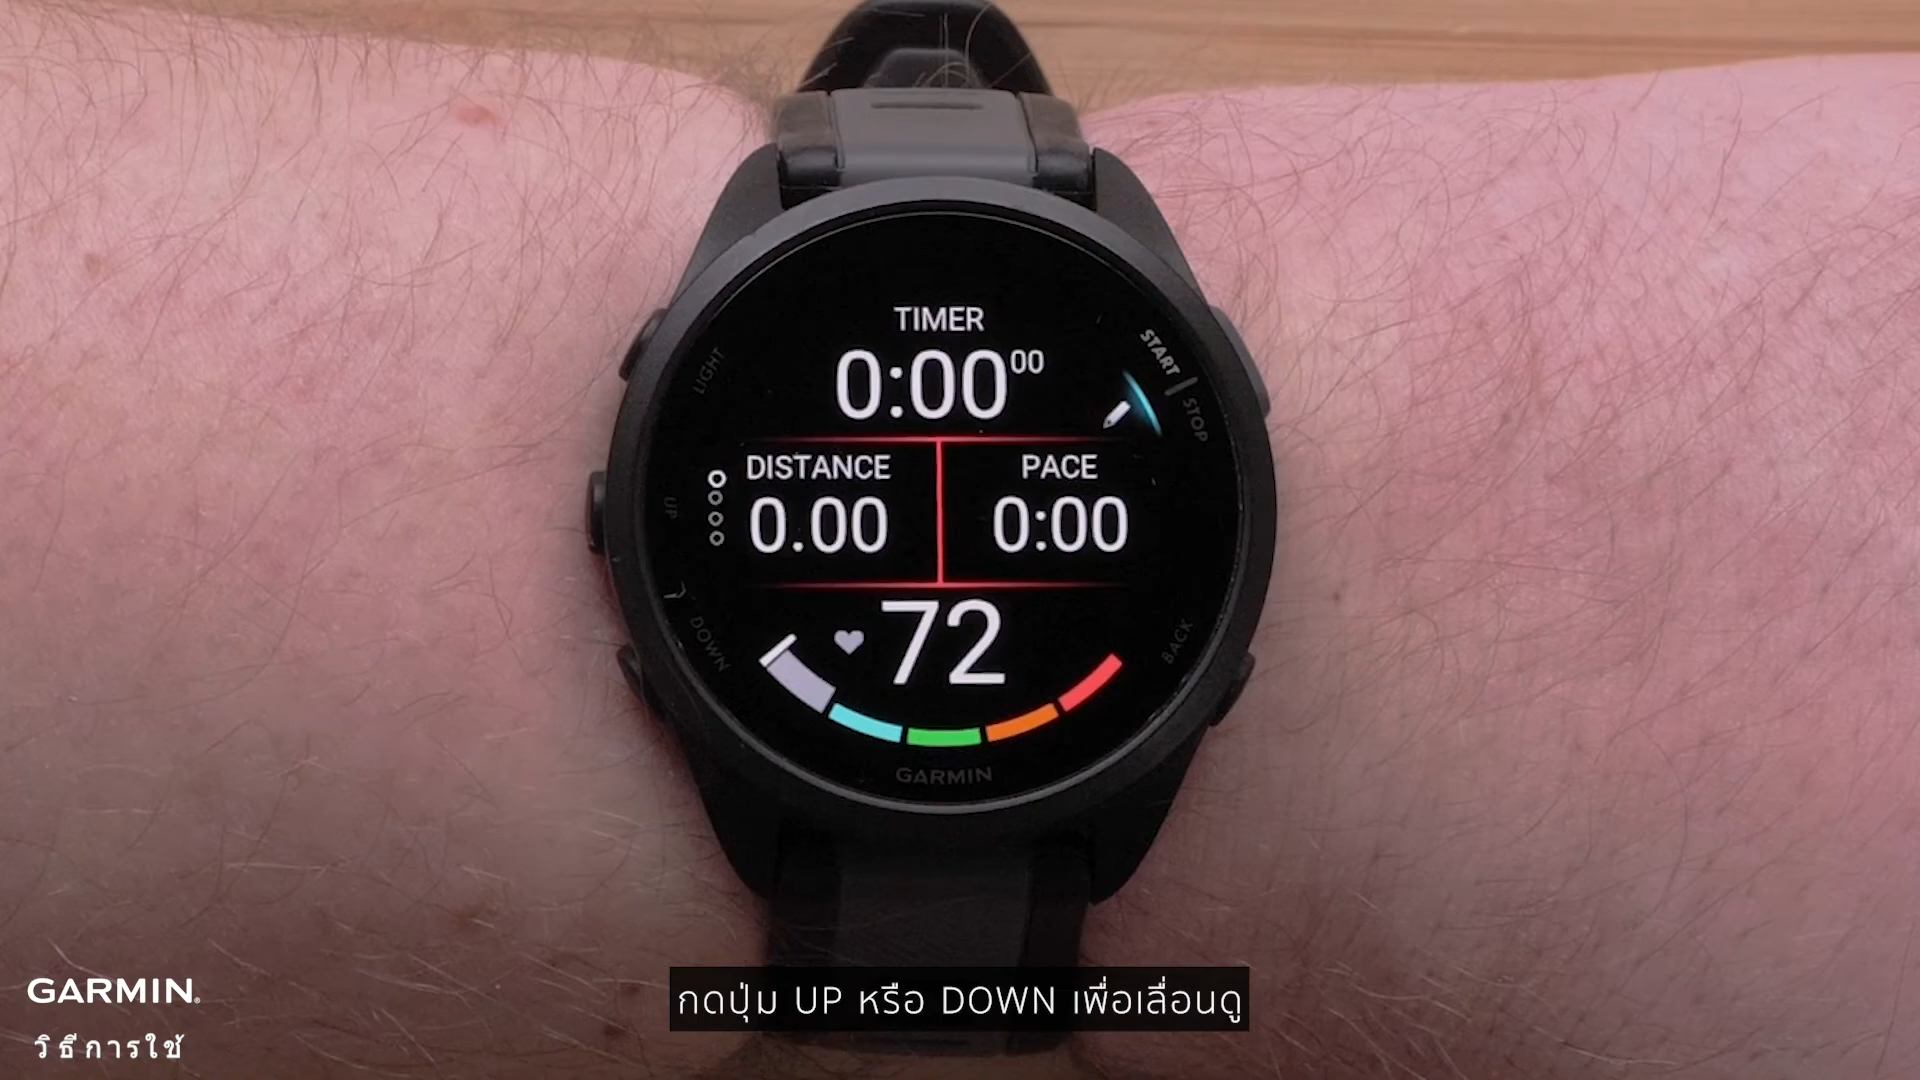 TIMER
0:00 00
LIGHT
START
STOP
DISTANCE
PACE
0.00
0:00
UP
DOWN
72
BACK
GARMIN
GARMIN®
วิธีการใช้
กดปุ่ม UP หรือ DOWN เพื่อเลื่อนดู